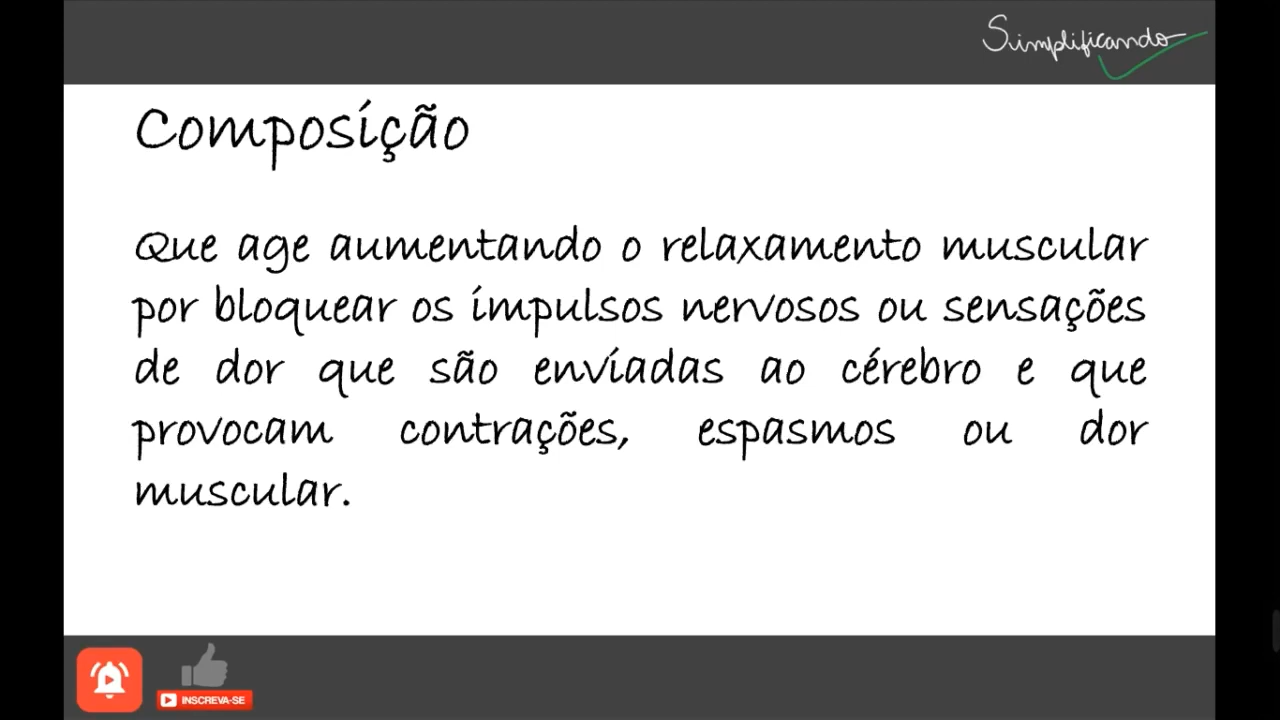 Simplificando
Composição
Que age aumentando o relaxamento muscular
por bloquear os impulsos nervosos ou sensações
de dor que são enviadas ao cérebro e que
provocam contrações, espasmos ou dor
muscular.
INSCREVA-SE